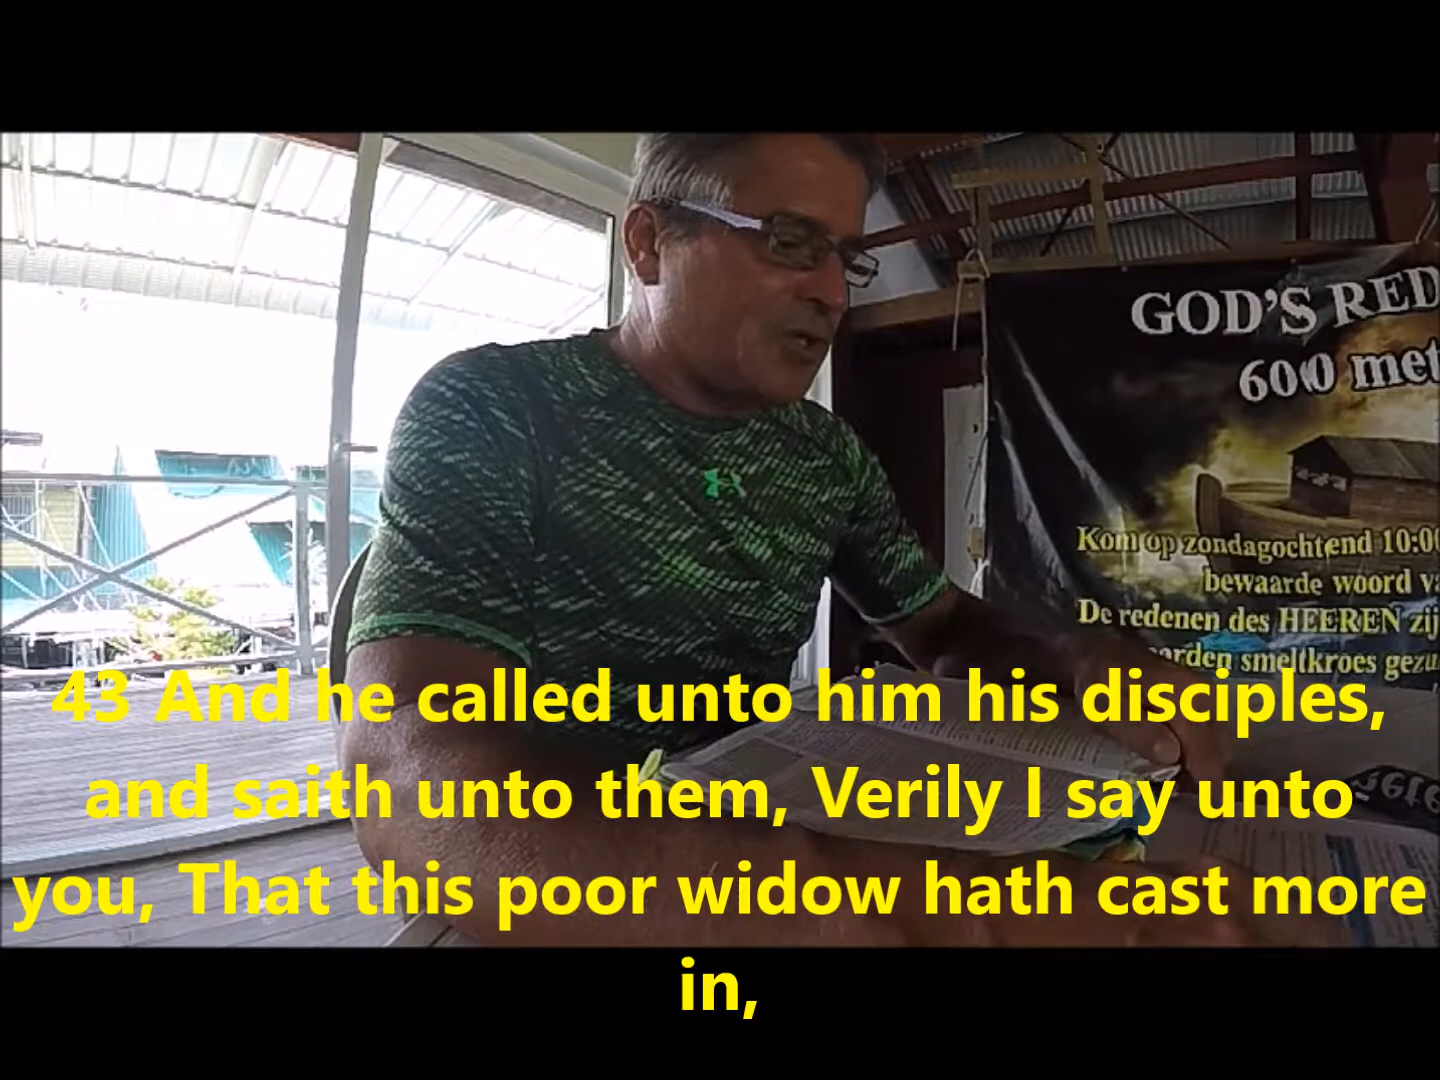 GOD'S RED
600 met
Kom op zondagochtend 10:00
bewaarde woord va
De redenen des HEEREN zij
arden smeltkroes gezu
43 And he called unto him his disciples,
and saith unto them, Verily I say unto
you, That this poor widow hath cast more
in,